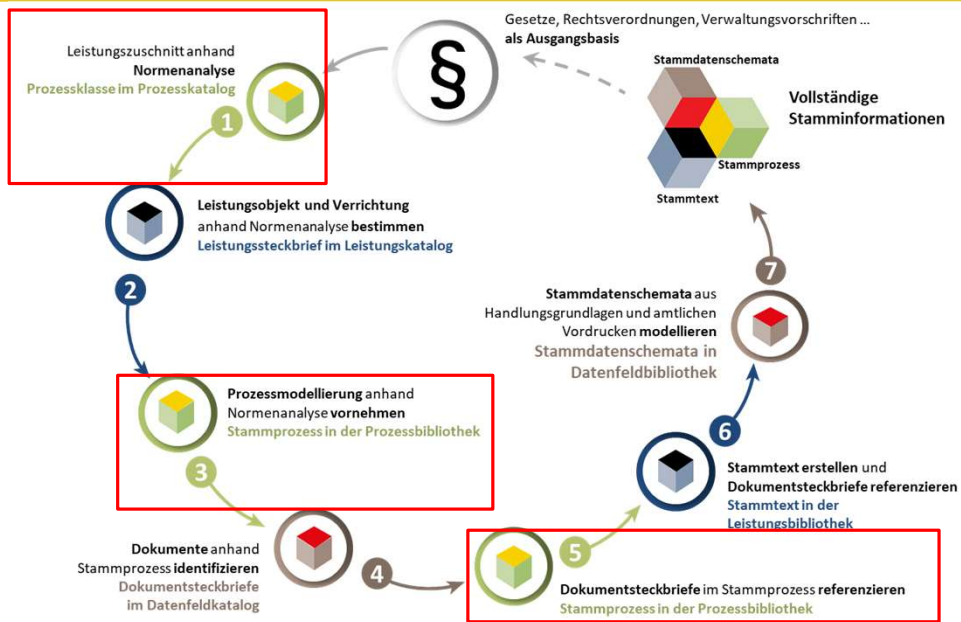 Gesetze, Rechtsverordnungen, Verwaltungsvorschriften ...
als Ausgangsbasis
§
Leistungszuschnitt anhand
Normenanalyse
Prozessklasse im Prozesskatalog
1
Leistungsobjekt und Verrichtung
anhand Normenanalyse bestimmen
Leistungssteckbrief im Leistungskatalog
2
Prozessmodellierung anhand
Normenanalyse vornehmen
Stammprozess in der Prozessbibliothek
3
Dokumente anhand
Stammprozess identifizieren
Dokumentsteckbriefe
im Datenfeldkatalog
4
5
Dokumentsteckbriefe im Stammprozess referenzieren
Stammprozess in der Prozessbibliothek
6
Stammtext erstellen und
Dokumentsteckbriefe referenzieren
Stammtext in der
Leistungsbibliothek
7
Stammdatenschemata aus
Handlungsgrundlagen und amtlichen
Vordrucken modellieren
Stammdatenschemata in
Datenfeldbibliothek
Stammdatenschemata
Vollständige
Stamminformationen
Stammprozess
Stammtext